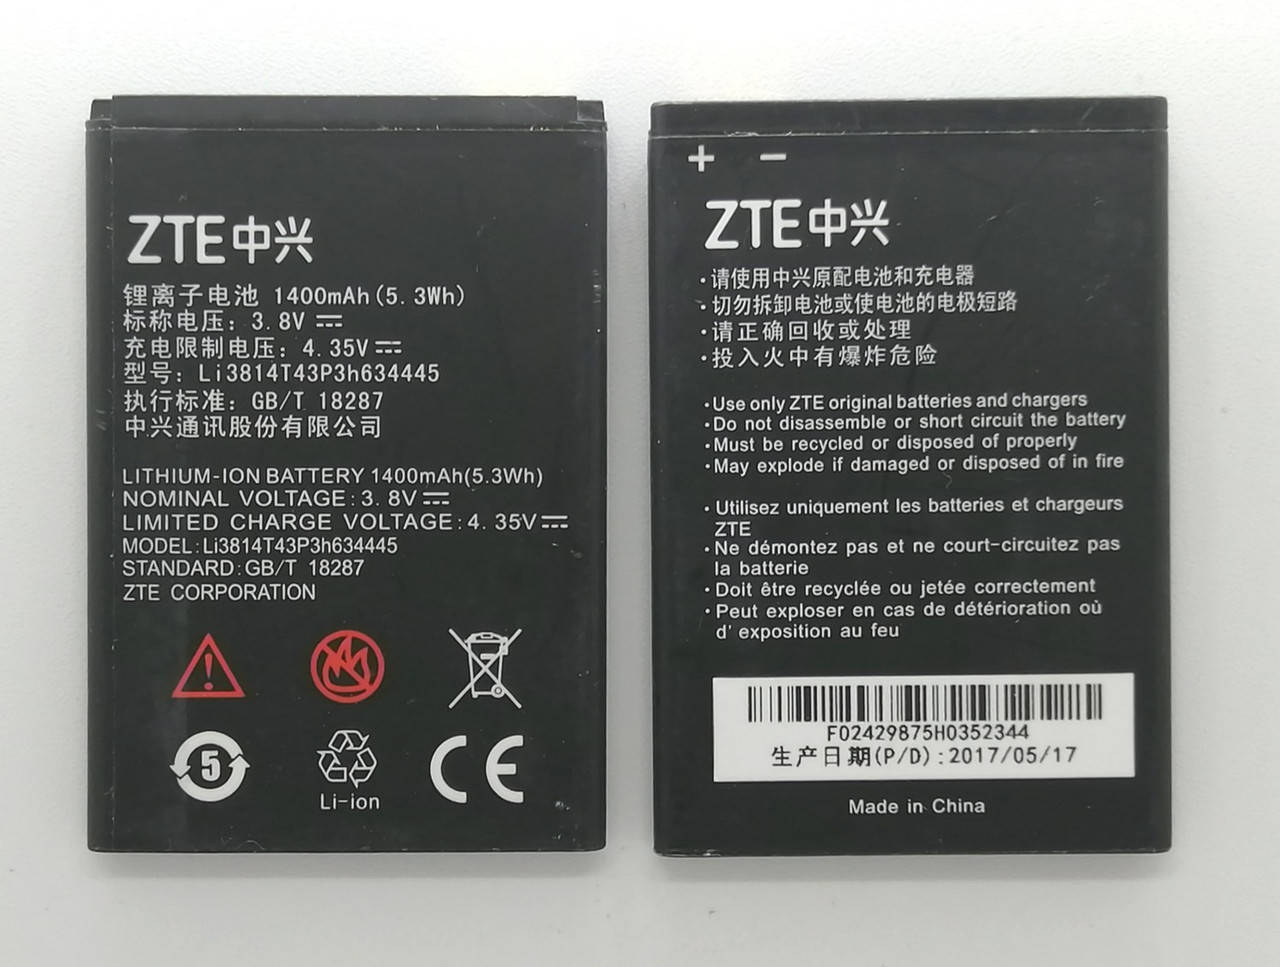 ZTE中兴
锂离子电池 1400mAh(5.3Wh)
标称电压: 3.8V
充电限制电压: 4.35V
型号: Li3814T43P3h634445
执行标准: GB/T 18287
中兴通讯股份有限公司
LITHIUM-ION BATTERY 1400mAh(5.3Wh)
NOMINAL VOLTAGE:3.8V
LIMITED CHARGE VOLTAGE:4.35V
MODEL:Li3814T43P3h634445
STANDARD:GB/T 18287
ZTE CORPORATION
5
Li-ion
CE
+ −
ZTE中兴
·请使用中兴原配电池和充电器
·切勿拆卸电池或使电池的电极短路
·请正确回收或处理
·投入火中有爆炸危险
·Use only ZTE original batteries and chargers
·Do not disassemble or short circuit the battery
·Must be recycled or disposed of properly
·May explode if damaged or disposed of in fire
·Utilisez uniquement les batteries et chargeurs
ZTE
·Ne démontez pas et ne court-circuitez pas
la batterie
·Doit être recyclée ou jetée correctement
·Peut exploser en cas de détérioration où
d' exposition au feu
F02429875H0352344
生产日期(P/D):2017/05/17
Made in China